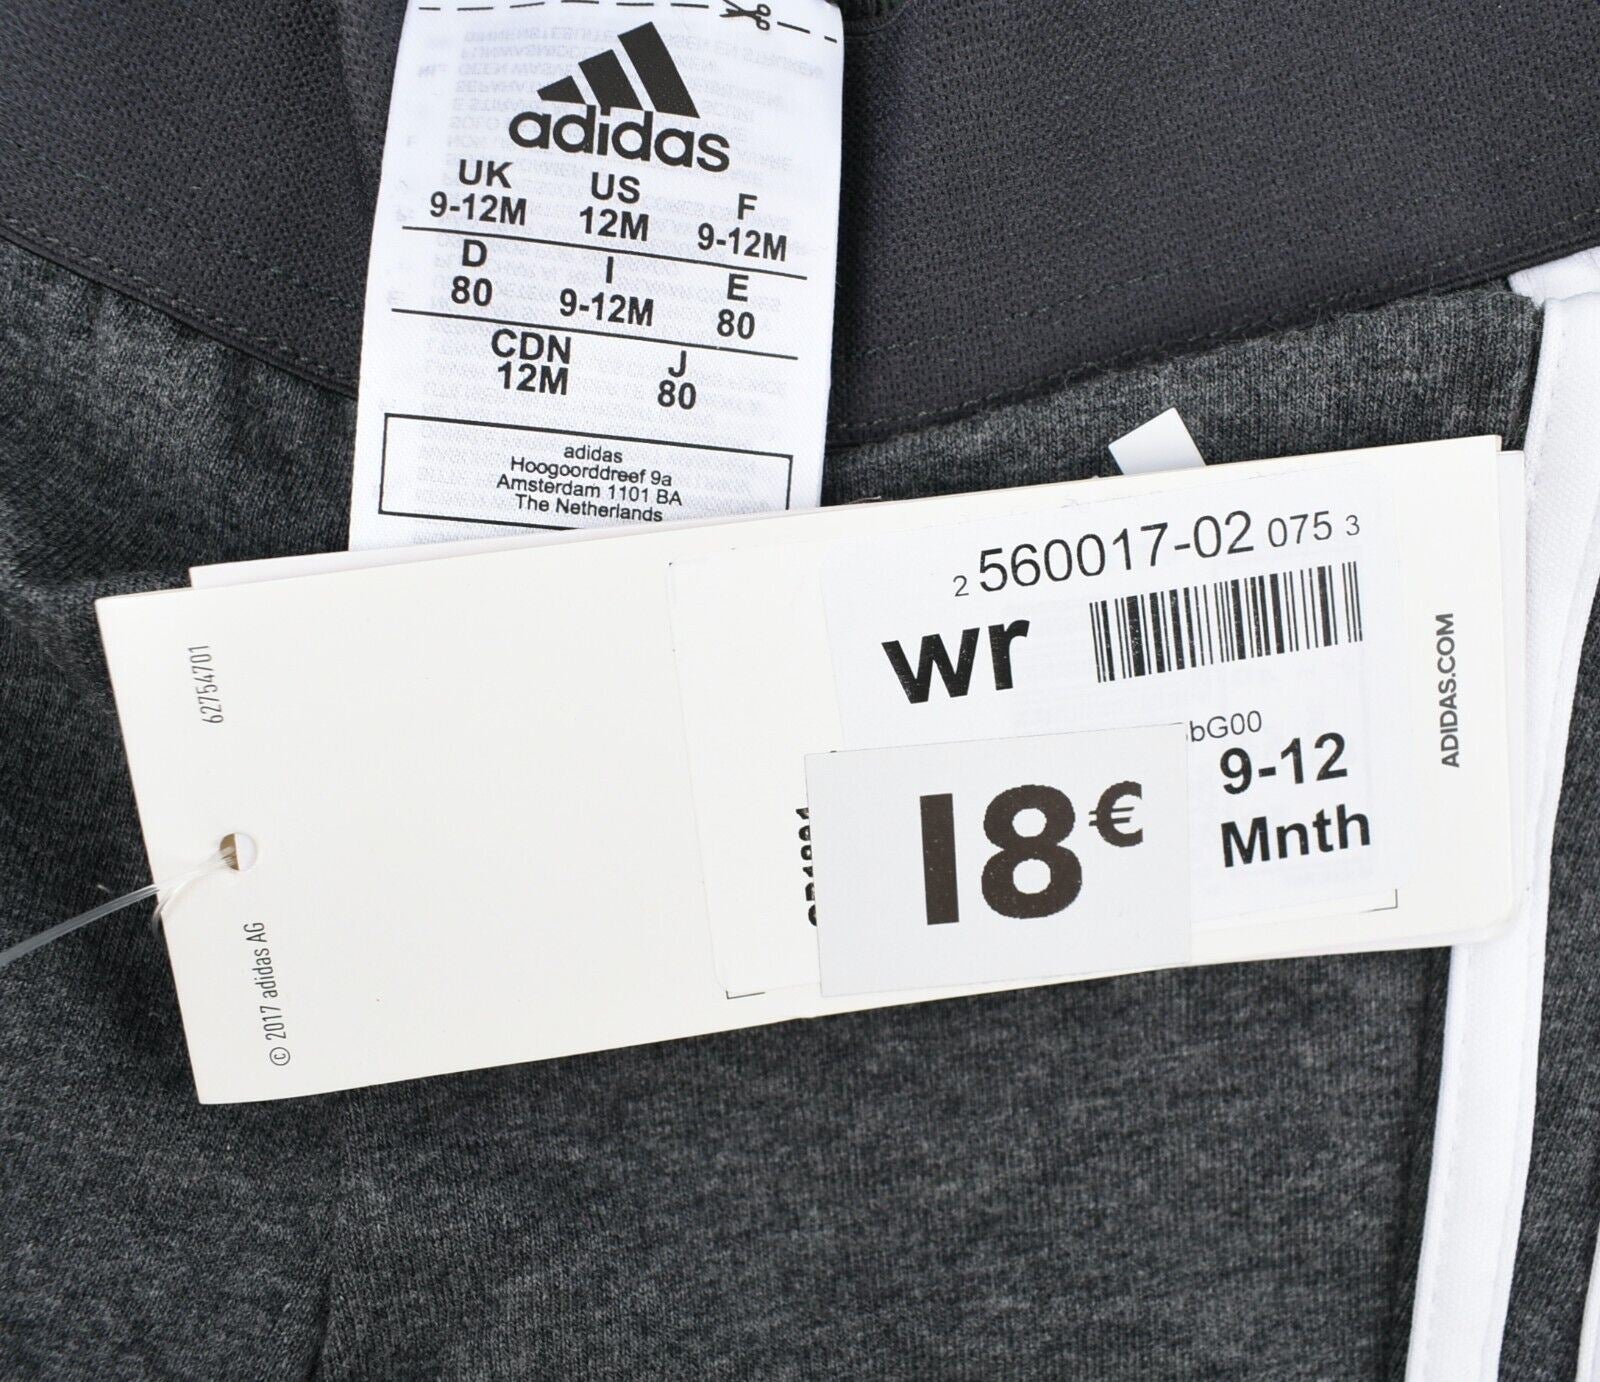 adidas
UK US F
9-12M 12M 9-12M
D I E
80 9-12M 80
CDN J
12M 80
adidas
Hoogoorddreef 9a
Amsterdam 1101 BA
The Netherlands
2 560017-02 075 3
wr
bG00
9-12
Mnth
18€
ADIDAS.COM
62754701
© 2017 adidas AG